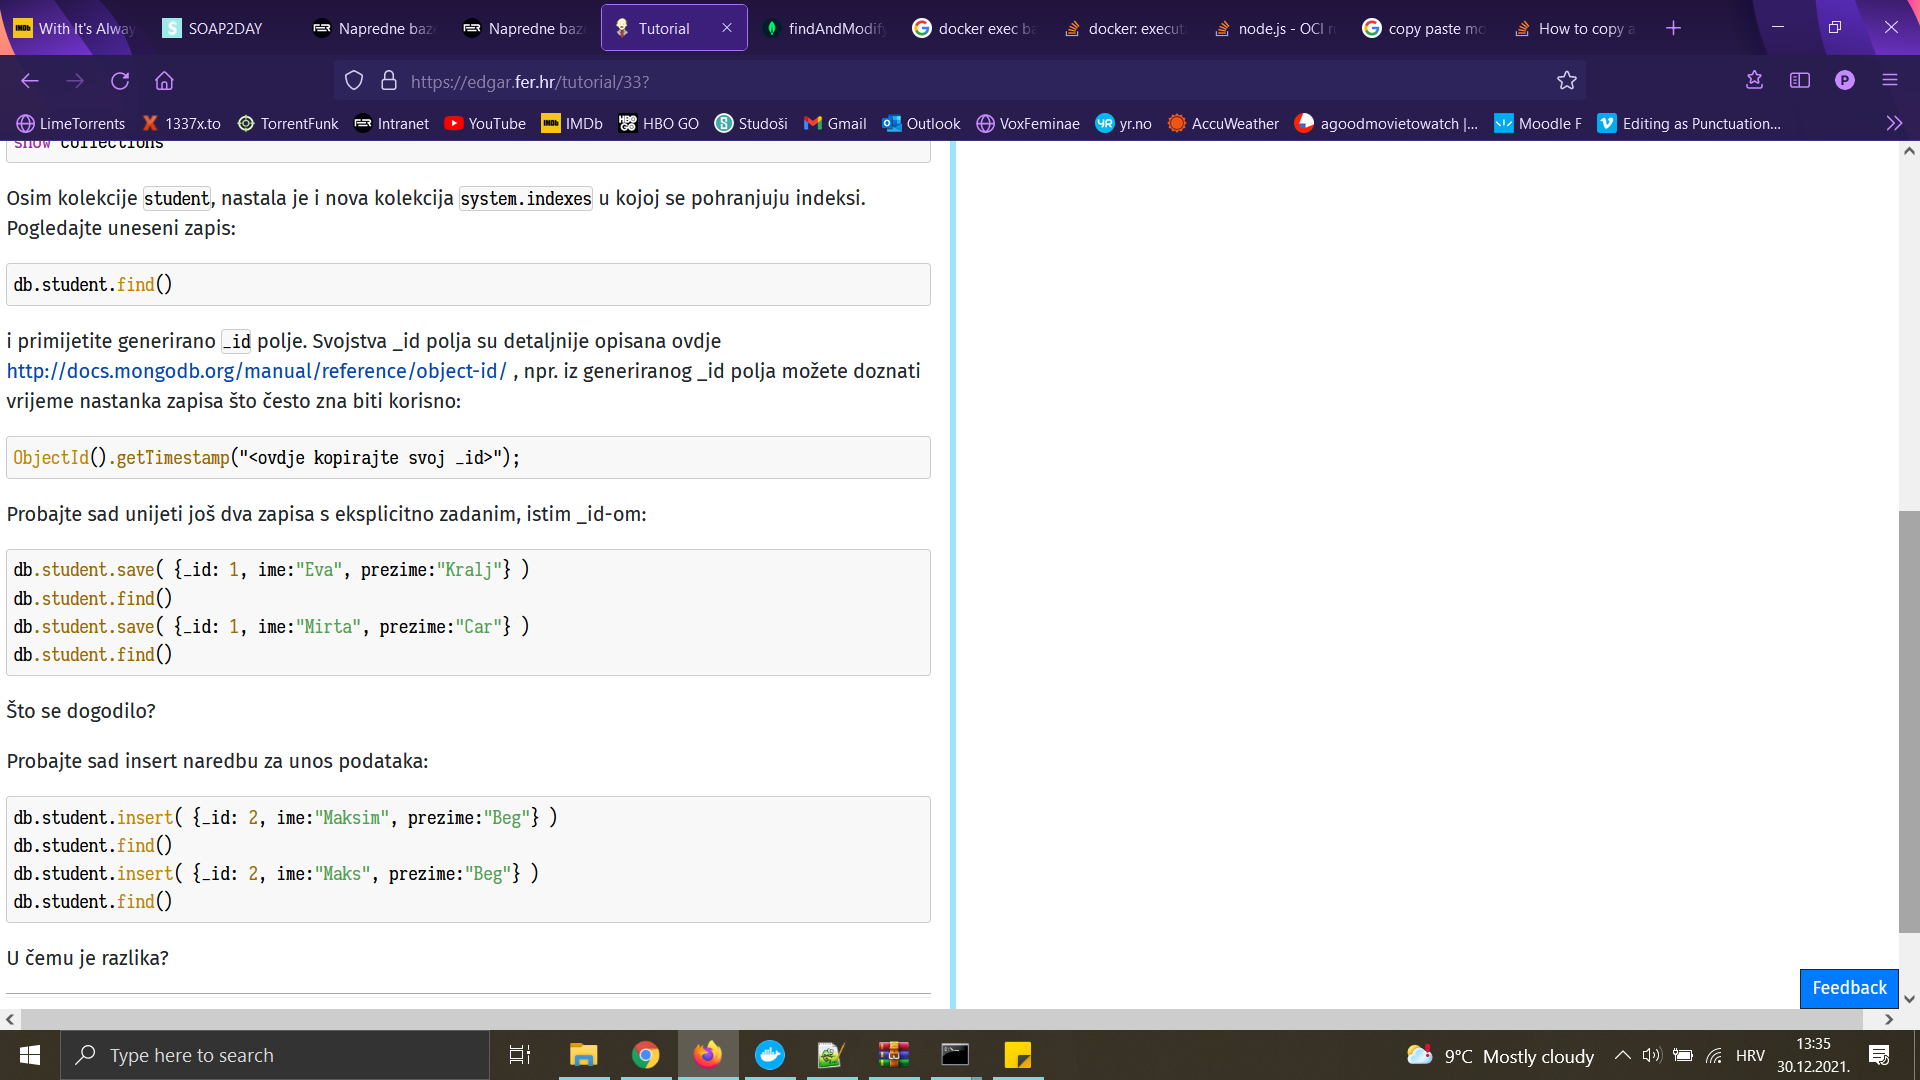 With It's Alway
SOAP2DAY
Napredne baz
Napredne baz
Tutorial
findAndModify
docker exec ba
docker: execut
node.js - OCI ru
copy paste mo
How to copy a
https://edgar.fer.hr/tutorial/33?
LimeTorrents
1337x.to
TorrentFunk
Intranet
YouTube
IMDb
HBO GO
Studoši
Gmail
Outlook
VoxFeminae
yr.no
AccuWeather
agoodmovietowatch |...
Moodle F
Editing as Punctuation...
show collections
Osim kolekcije student, nastala je i nova kolekcija system.indexes u kojoj se pohranjuju indeksi.
Pogledajte uneseni zapis:
db.student.find()
i primijetite generirano _id polje. Svojstva _id polja su detaljnije opisana ovdje
http://docs.mongodb.org/manual/reference/object-id/ , npr. iz generiranog _id polja možete doznati
vrijeme nastanka zapisa što često zna biti korisno:
ObjectId().getTimestamp("<ovdje kopirajte svoj _id>");
Probajte sad unijeti još dva zapisa s eksplicitno zadanim, istim _id-om:
db.student.save( {_id: 1, ime:"Eva", prezime:"Kralj"} )
db.student.find()
db.student.save( {_id: 1, ime:"Mirta", prezime:"Car"} )
db.student.find()
Što se dogodilo?
Probajte sad insert naredbu za unos podataka:
db.student.insert( {_id: 2, ime:"Maksim", prezime:"Beg"} )
db.student.find()
db.student.insert( {_id: 2, ime:"Maks", prezime:"Beg"} )
db.student.find()
U čemu je razlika?
Feedback
Type here to search
9°C Mostly cloudy
HRV
13:35
30.12.2021.